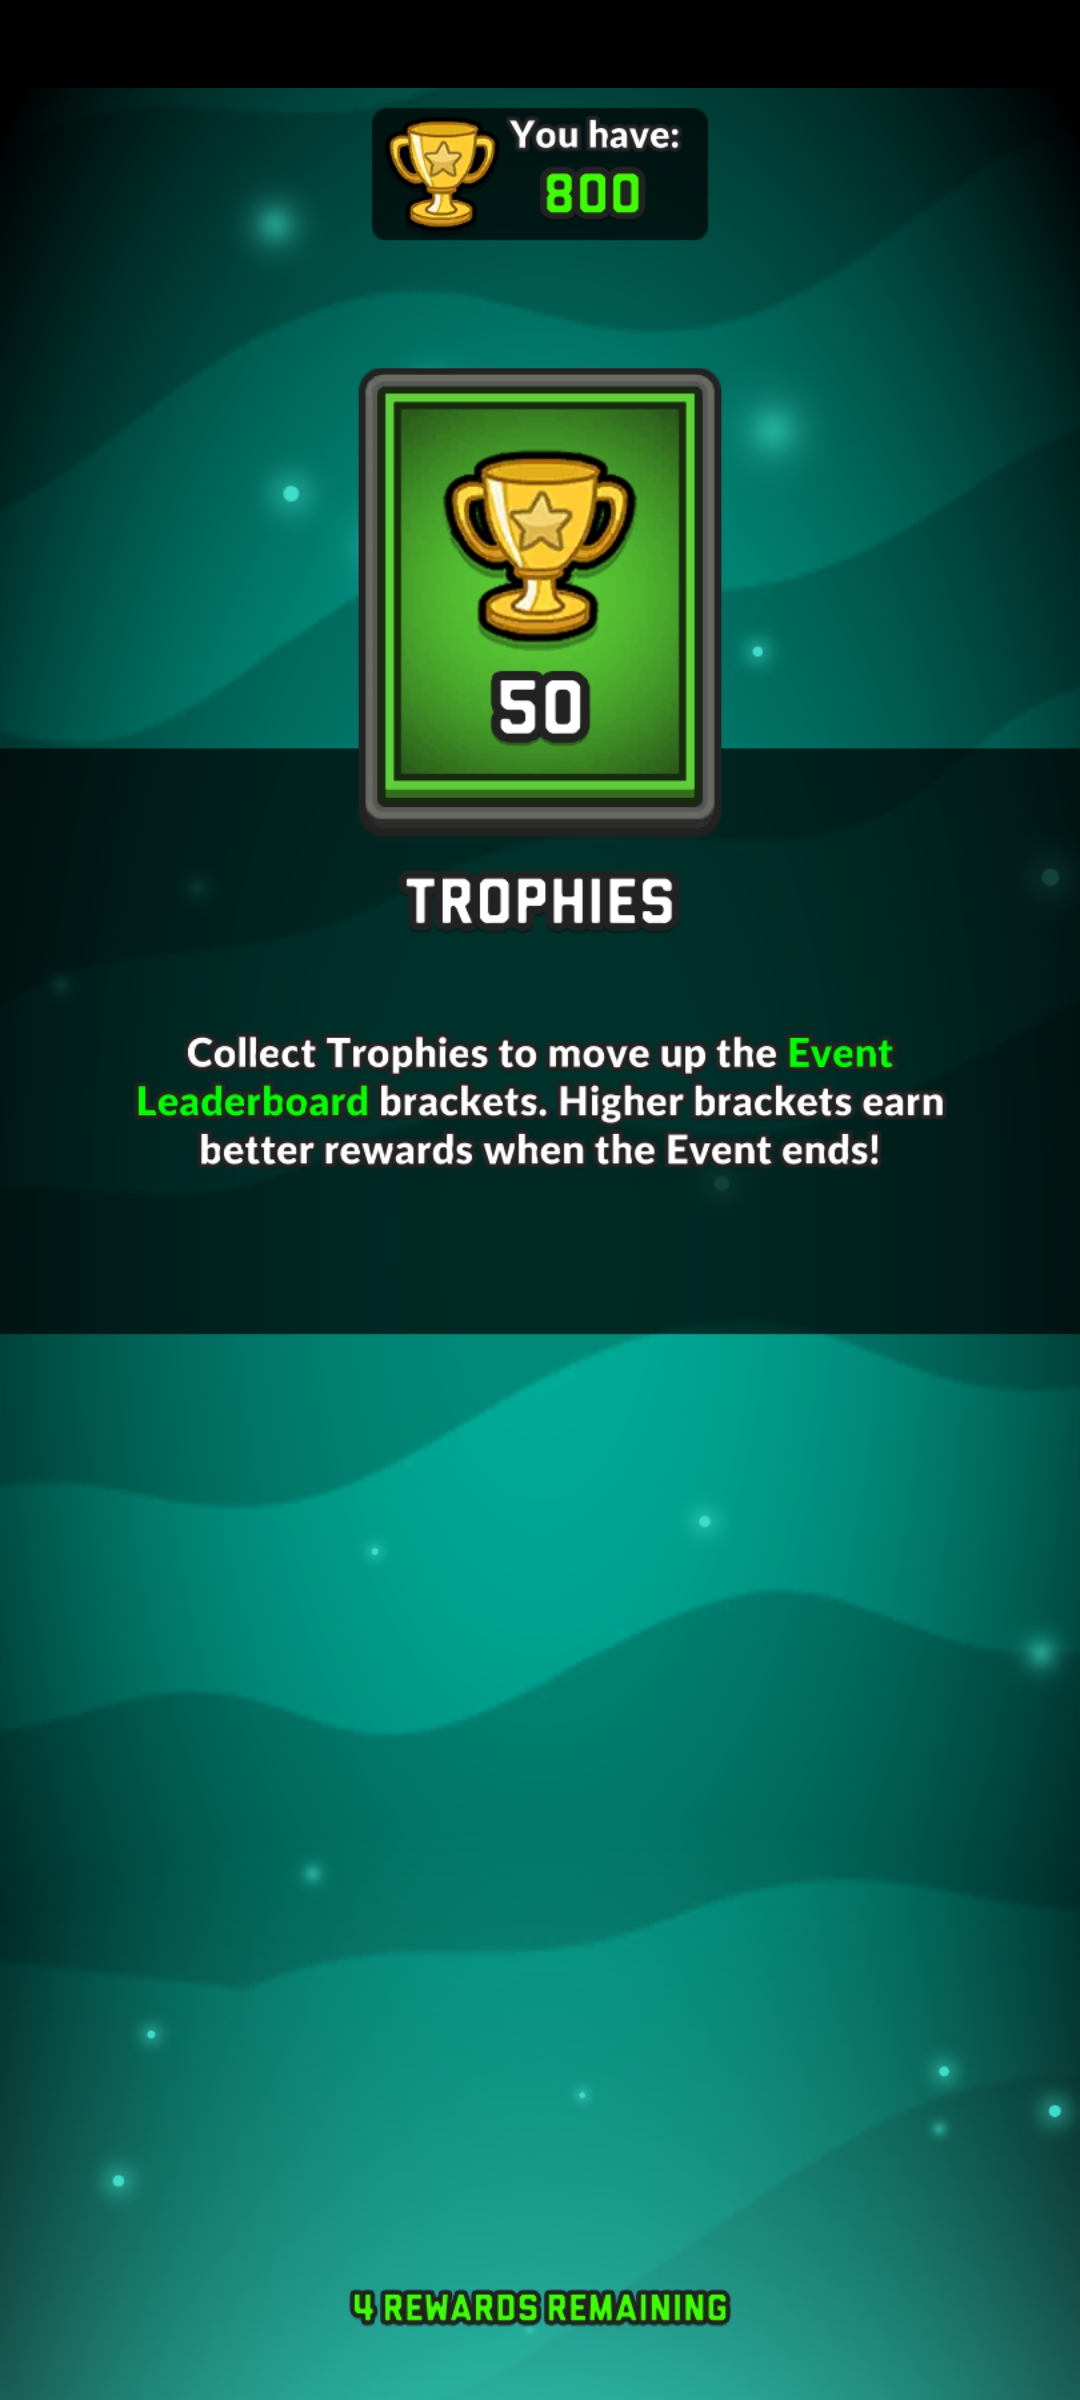 You have:
800
50
TROPHIES
Collect Trophies to move up the Event
Leaderboard brackets. Higher brackets earn
better rewards when the Event ends!
4 REWARDS REMAINING